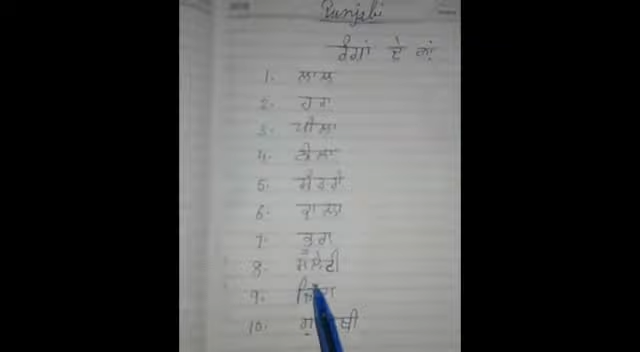 Punjabi
ਰੰਗਾਂ ਦੇ ਨਾਂ
1. ਲਾਲ
2. ਹਰਾ
3. ਪੀਲਾ
4. ਨੀਲਾ
5. ਸੰਤਰੀ
6. ਕਾਲਾ
7. ਭੂਰਾ
8. ਸਲੇਟੀ
9.
10.